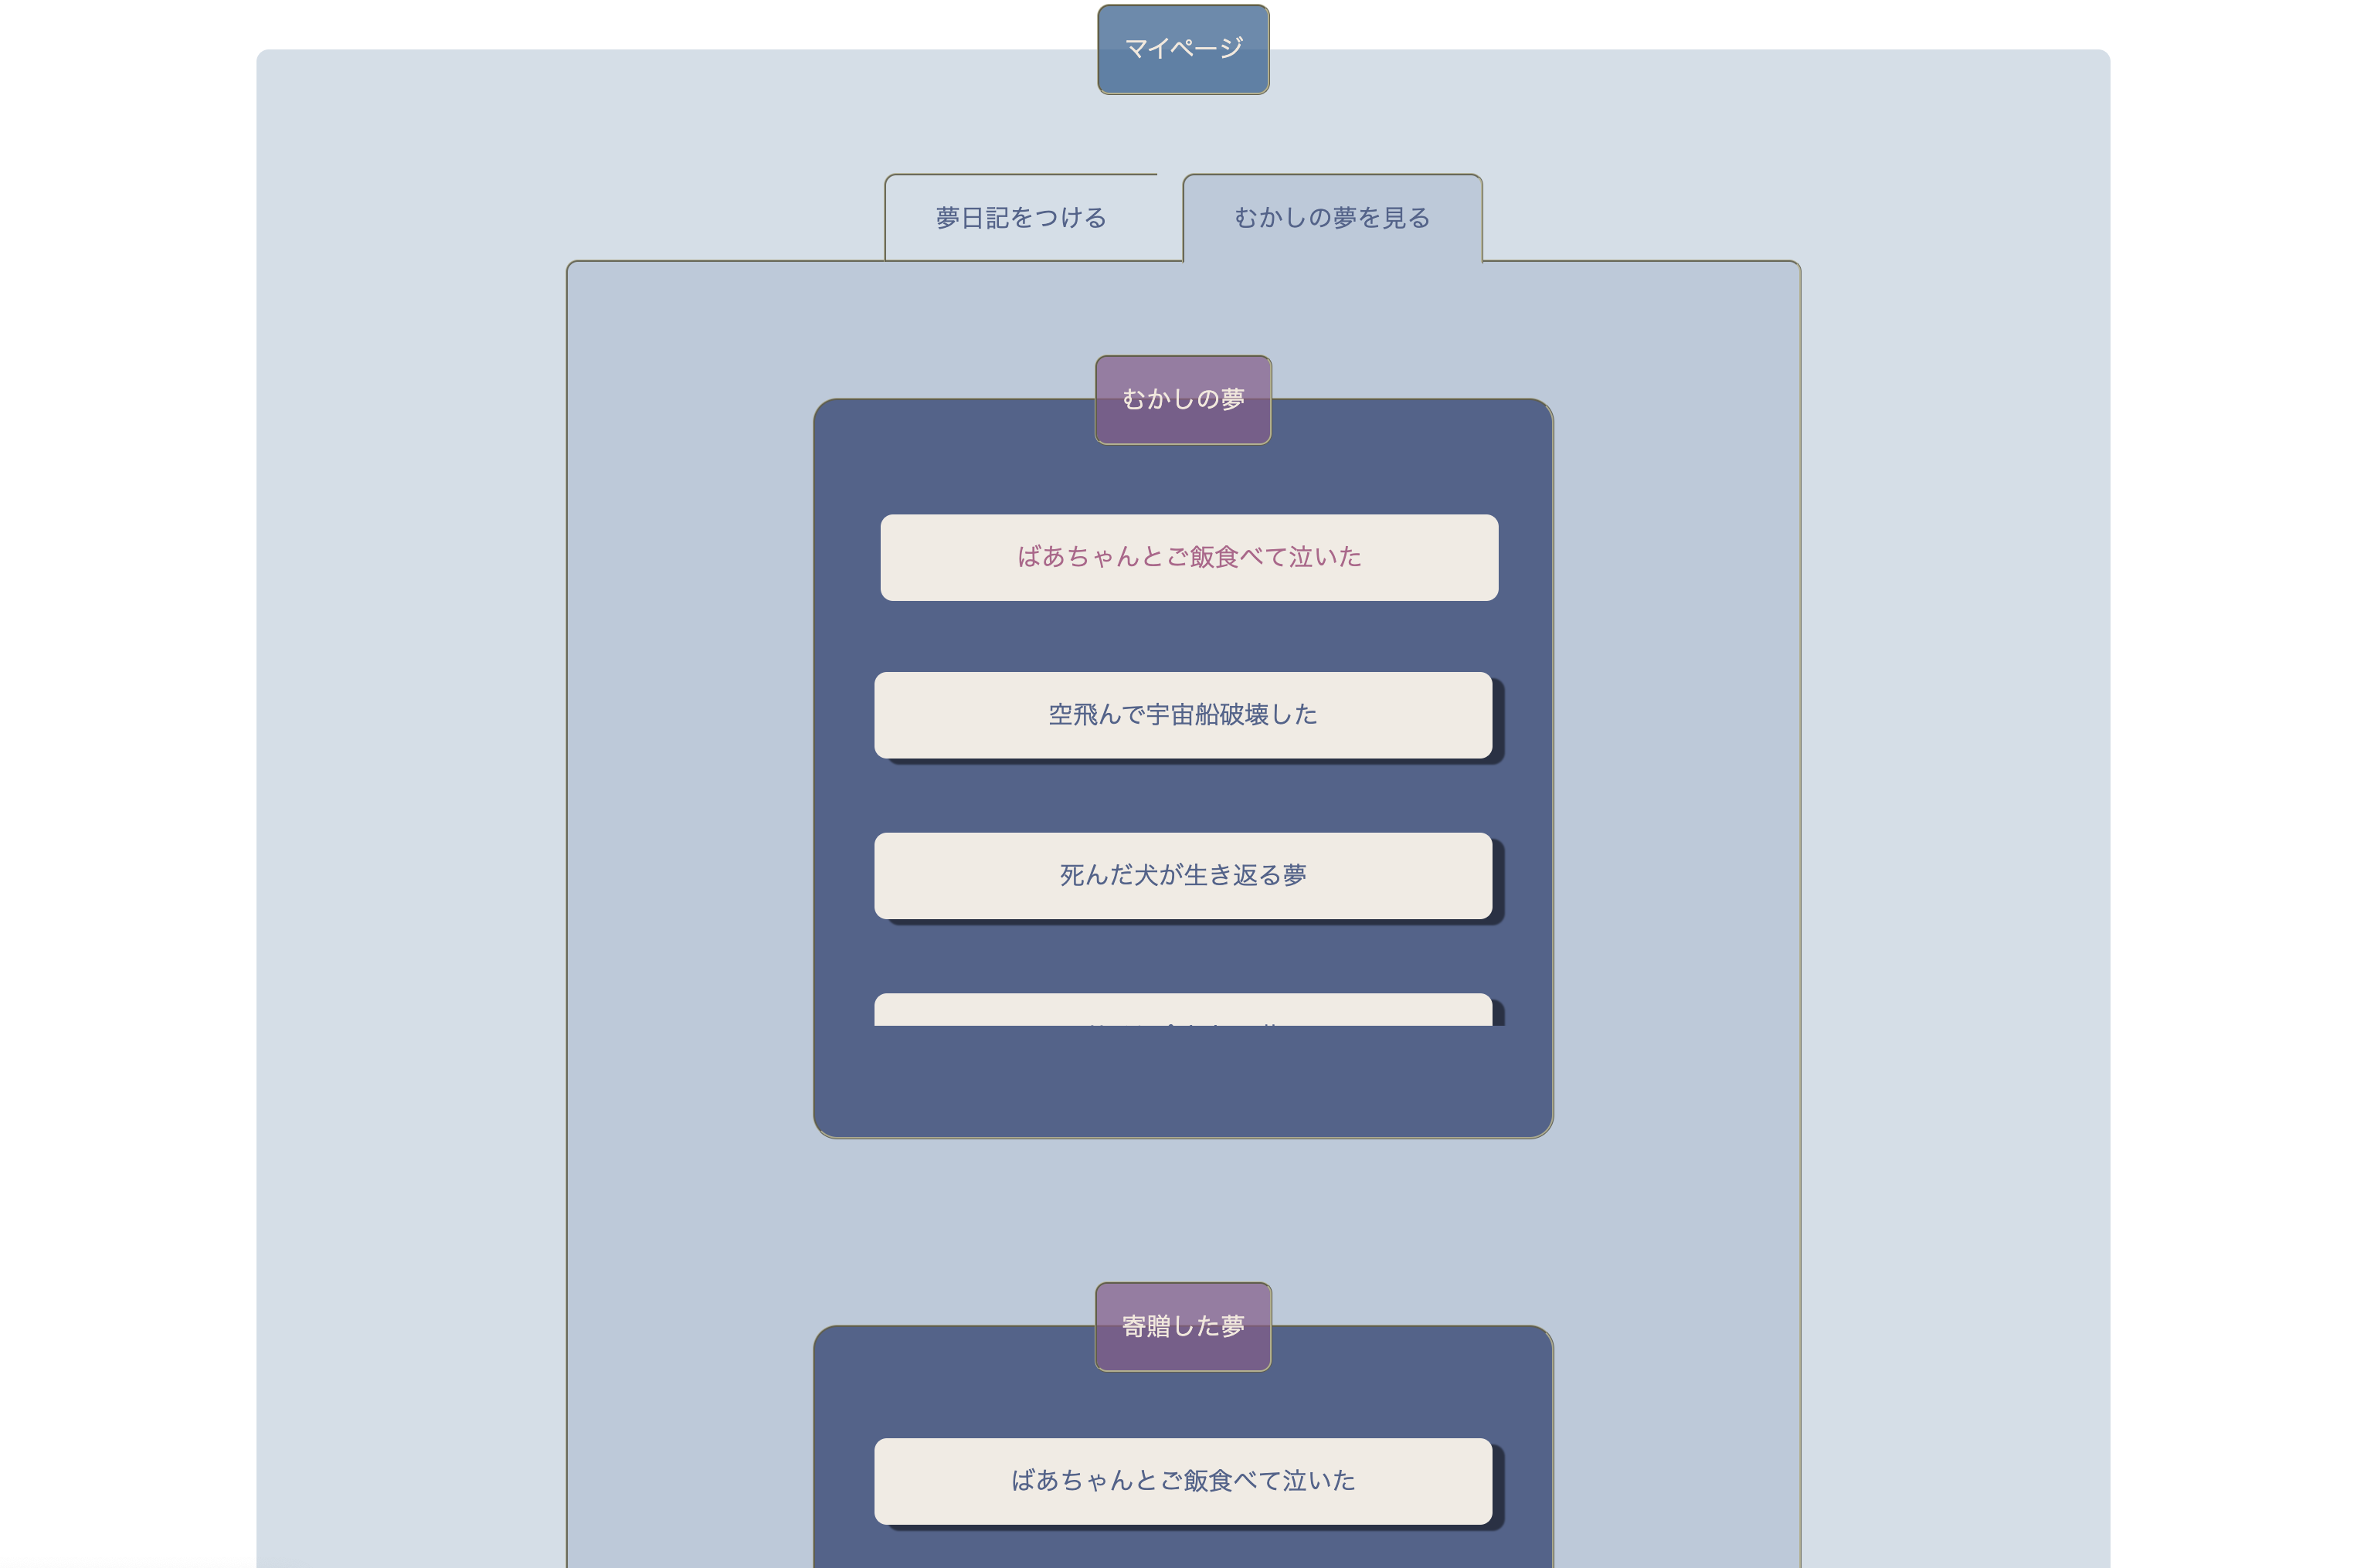 マイページ
夢日記をつける
むかしの夢を見る
むかしの夢
ばあちゃんとご飯食べて泣いた
空飛んで宇宙船破壊した
死んだ犬が生き返る夢
寄贈した夢
ばあちゃんとご飯食べて泣いた